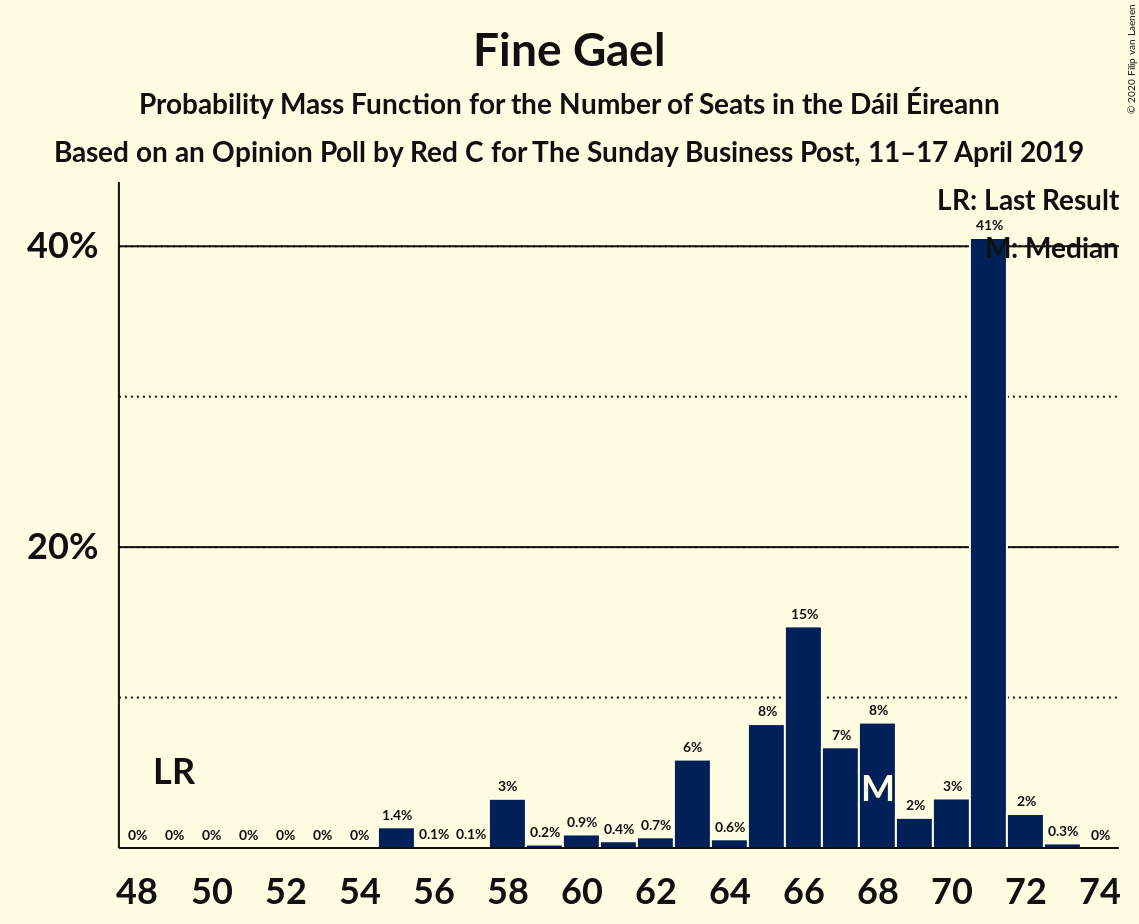 Fine Gael
Probability Mass Function for the Number of Seats in the Dáil Éireann
Based on an Opinion Poll by Red C for The Sunday Business Post, 11–17 April 2019
© 2020 Filip van Laenen
LR: Last Result
M: Median
40%
20%
41%
15%
8%
8%
7%
6%
3%
3%
2%
2%
1.4%
0.9%
0.7%
0.6%
0.4%
0.3%
0.2%
0.1%
0.1%
0% 0% 0% 0% 0% 0% 0% 0%
LR
M
48 50 52 54 56 58 60 62 64 66 68 70 72 74